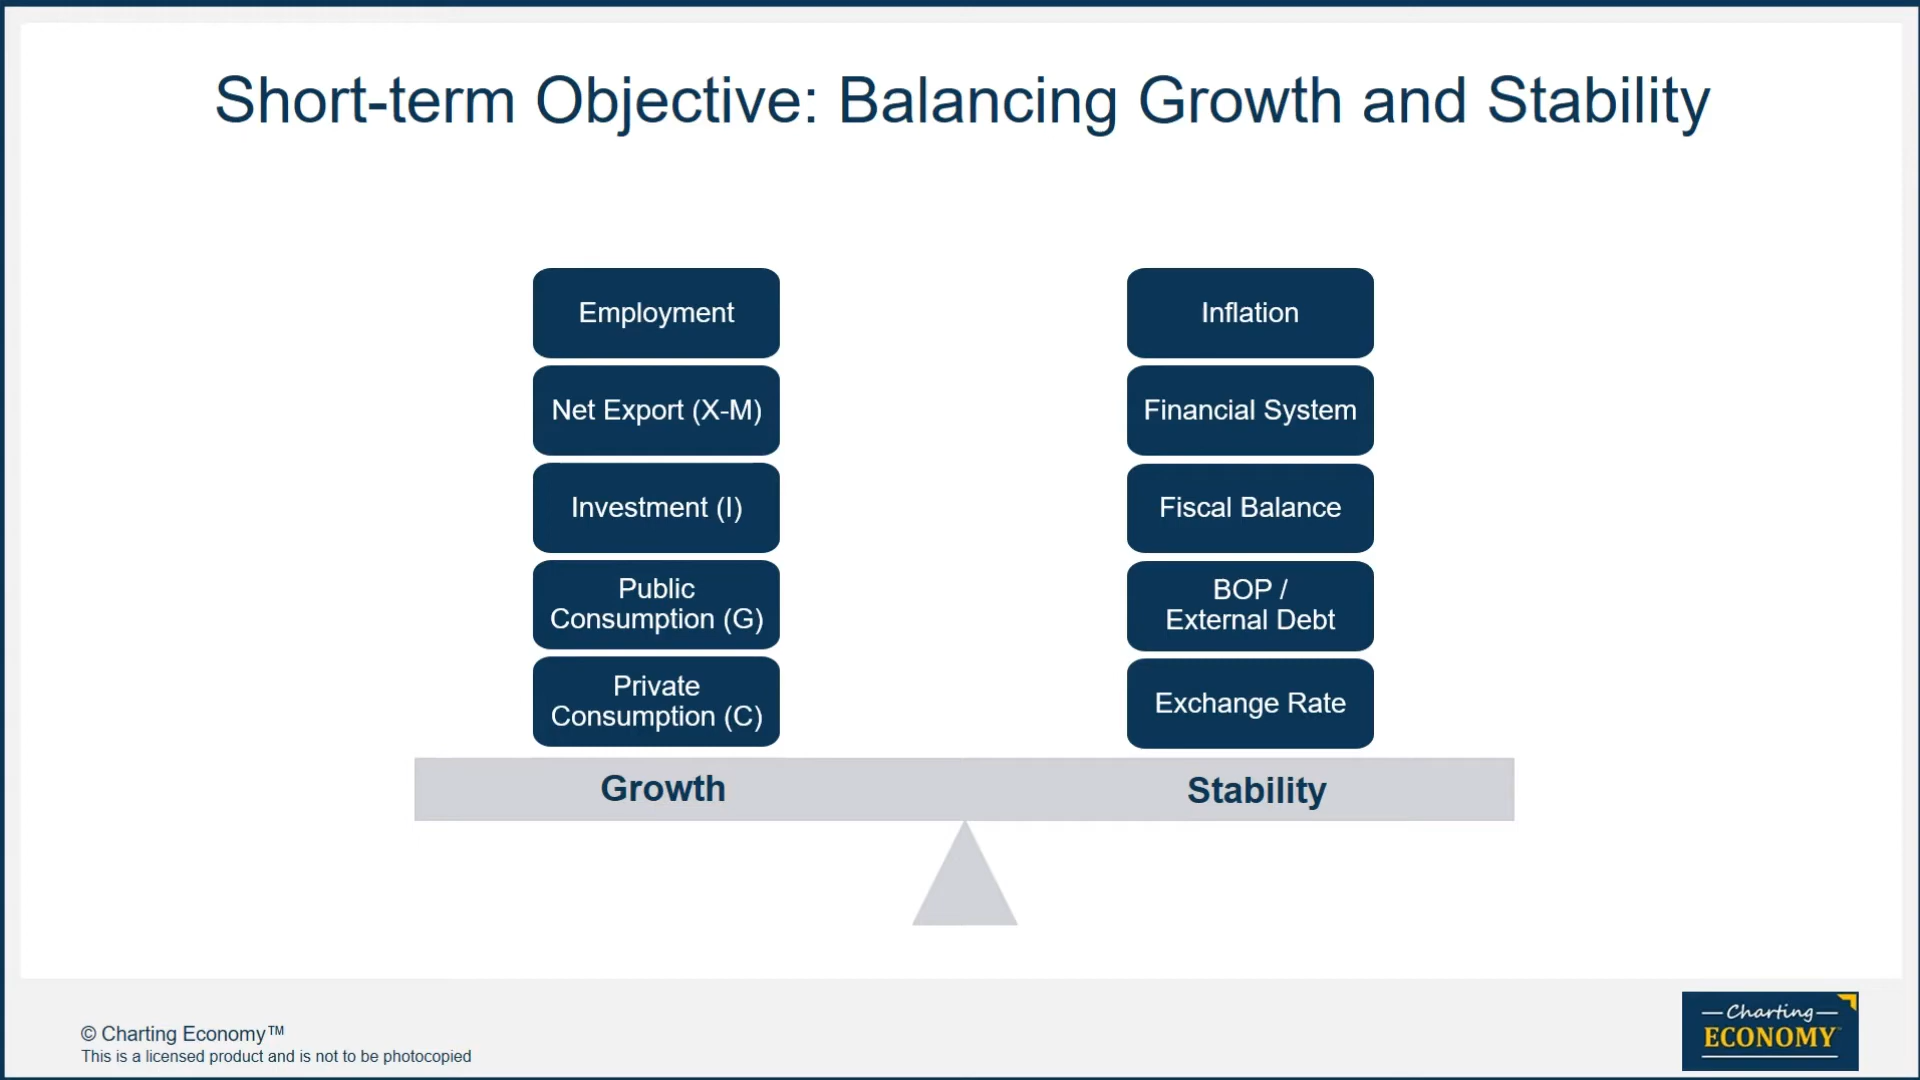 Short-term Objective: Balancing Growth and Stability
Employment
Net Export (X-M)
Investment (I)
Public
Consumption (G)
Private
Consumption (C)
Growth
Inflation
Financial System
Fiscal Balance
BOP /
External Debt
Exchange Rate
Stability
© Charting Economy™
This is a licensed product and is not to be photocopied
Charting
ECONOMY™